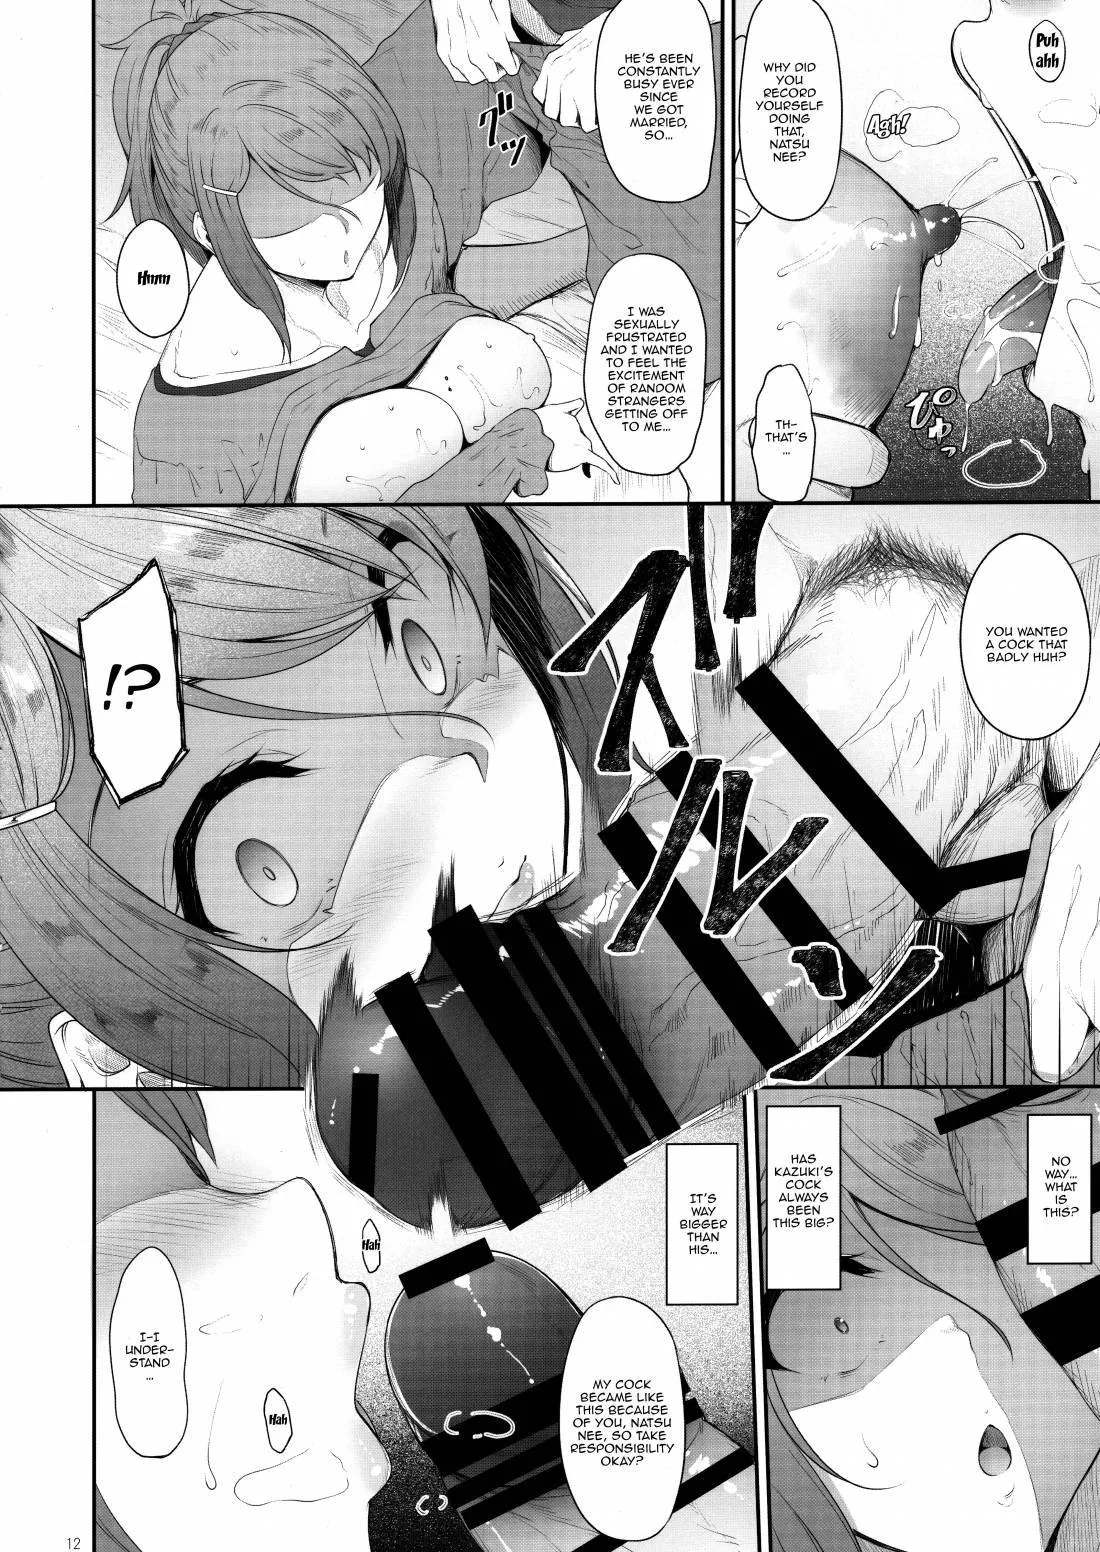 Puh
ahh
WHY DID
YOU
RECORD
YOURSELF
DOING
THAT,
NATSU
NEE?
Agh!
ぴゅっ
TH-
THAT'S
...
HE'S BEEN
CONSTANTLY
BUSY EVER
SINCE
WE GOT
MARRIED,
SO...
グッ
Hmm
I WAS
SEXUALLY
FRUSTRATED
AND I WANTED
TO FEEL THE
EXCITEMENT
OF RANDOM
STRANGERS
GETTING OFF
TO ME...
YOU WANTED
A COCK THAT
BADLY HUH?
!?
NO
WAY...
WHAT
IS
THIS?
HAS
KAZUKI'S
COCK
ALWAYS
BEEN
THIS BIG?
IT'S
WAY
BIGGER
THAN
HIS...
Hah
MY COCK
BECAME LIKE
THIS BECAUSE
OF YOU, NATSU
NEE, SO TAKE
RESPONSIBILITY
OKAY?
Hah
I-I
UNDER-
STAND
...
12